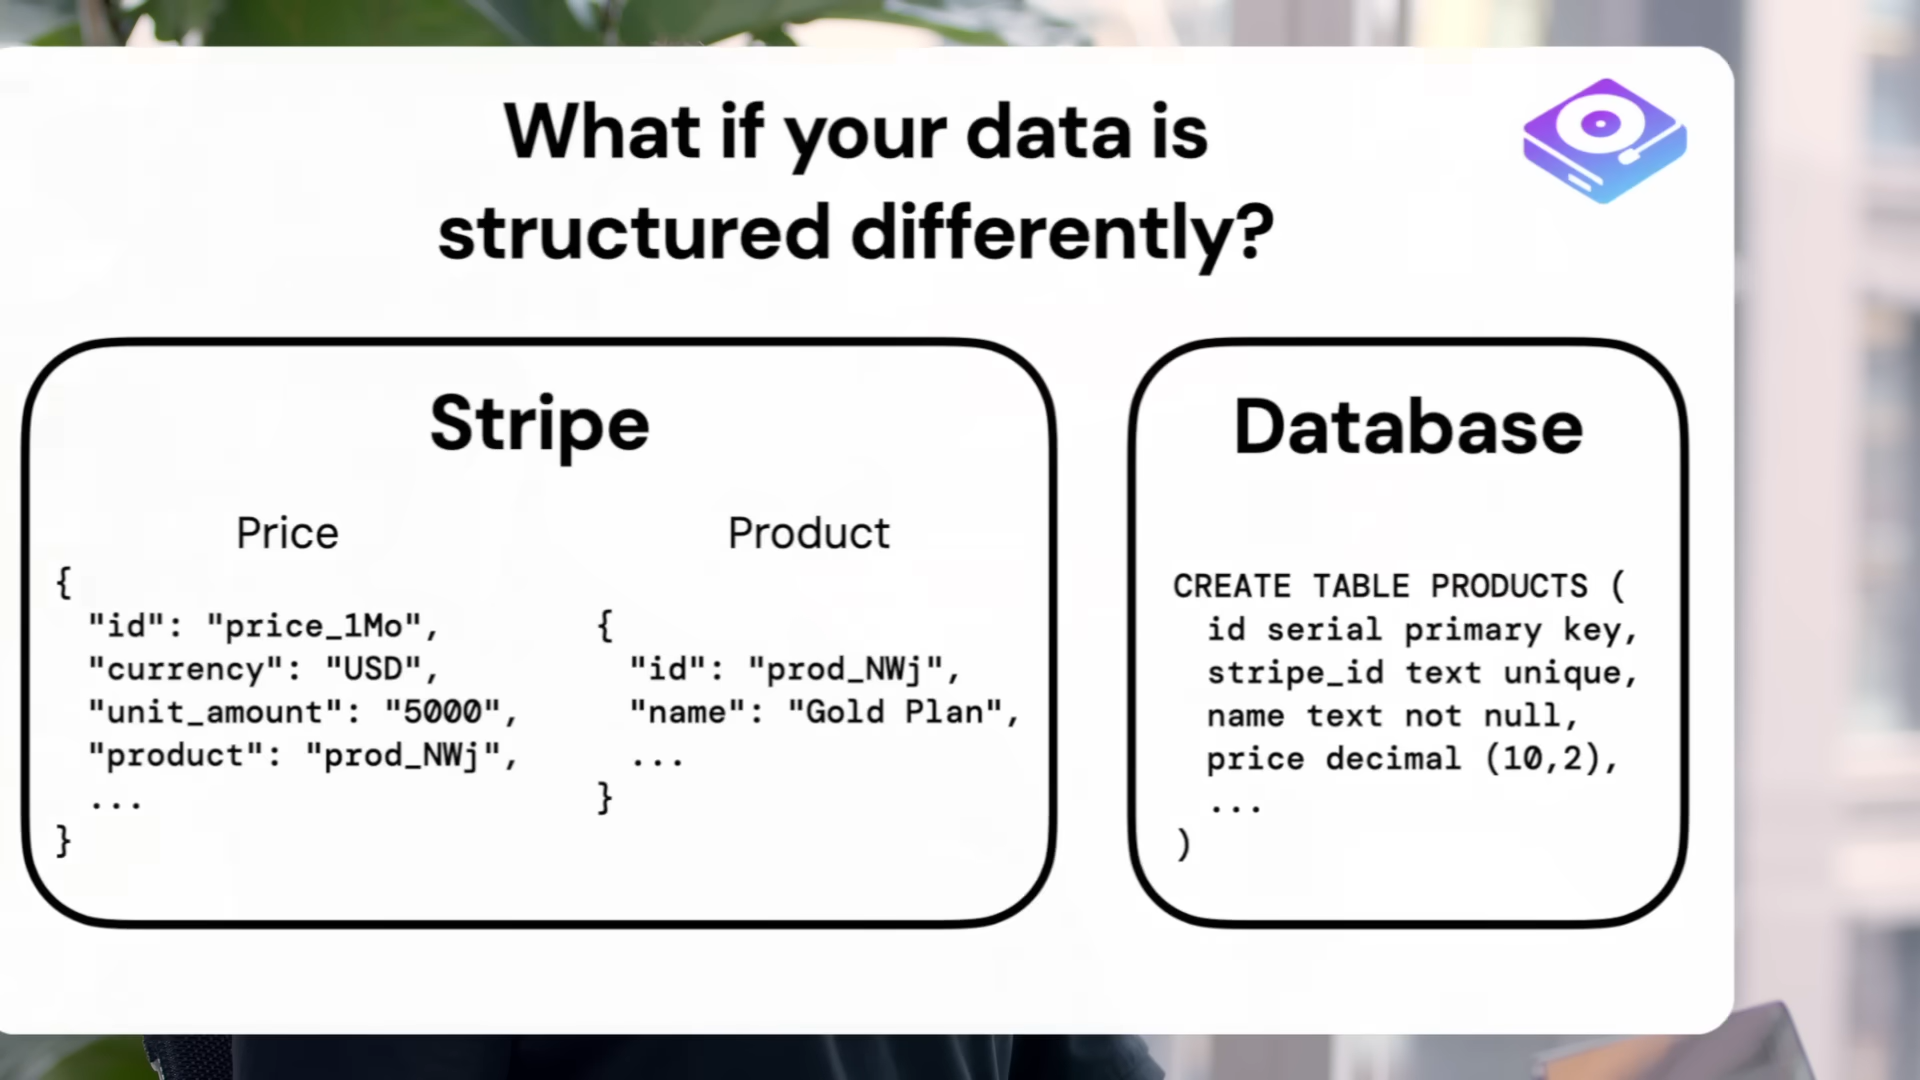 What if your data is
structured differently?
Stripe
Price
{
"id": "price_1Mo",
"currency": "USD",
"unit_amount": "5000",
"product": "prod_NWj",
...
}
Product
{
"id": "prod_NWj",
"name": "Gold Plan",
...
}
Database
CREATE TABLE PRODUCTS (
id serial primary key,
stripe_id text unique,
name text not null,
price decimal (10,2),
...
)